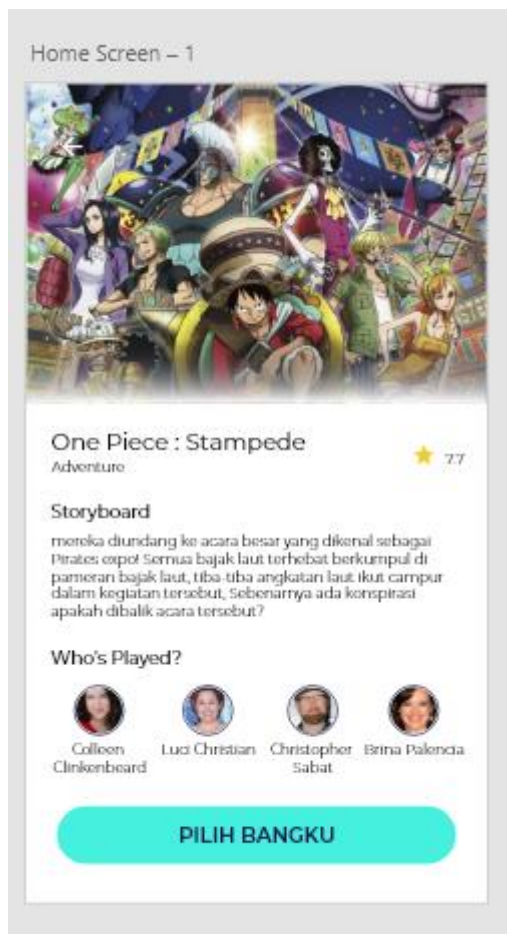 Home Screen – 1
One Piece : Stampede
Adventure
7.7
Storyboard
mereka diundang ke acara besar yang dikenal sebagai
Pirates expo! Semua bajak laut terhebat berkumpul di
pameran bajak laut, tiba-tiba angkatan laut ikut campur
dalam kegiatan tersebut, Sebenarnya ada konspirasi
apakah dibalik acara tersebut?
Who's Played?
Colleen
Clinkenbeard
Luci Christian
Christopher
Sabat
Brina Palencia
PILIH BANGKU